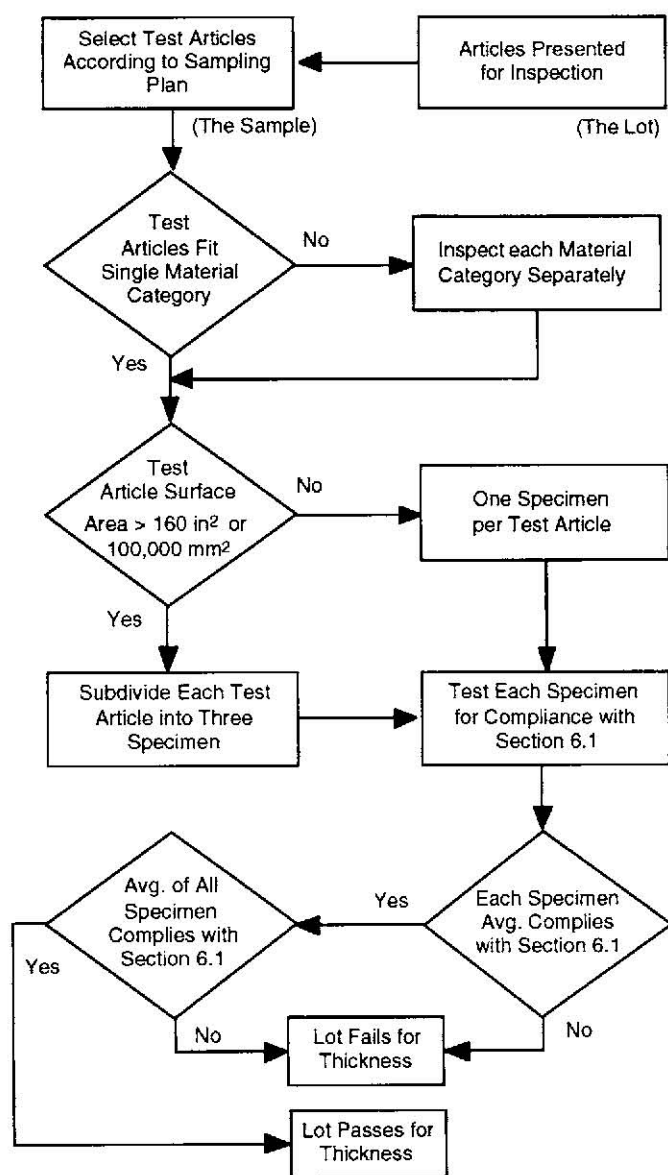 Select Test Articles
According to Sampling
Plan
Articles Presented
for Inspection
(The Sample)
(The Lot)
Test
Articles Fit
Single Material
Category
No
Inspect each Material
Category Separately
Yes
Test
Article Surface
Area > 160 in² or
100,000 mm²
No
One Specimen
per Test Article
Yes
Subdivide Each Test
Article into Three
Specimen
Test Each Specimen
for Compliance with
Section 6.1
Avg. of All
Specimen
Complies with
Section 6.1
Yes
Each Specimen
Avg. Complies
with Section 6.1
Yes
No
Lot Fails for
Thickness
No
Lot Passes for
Thickness